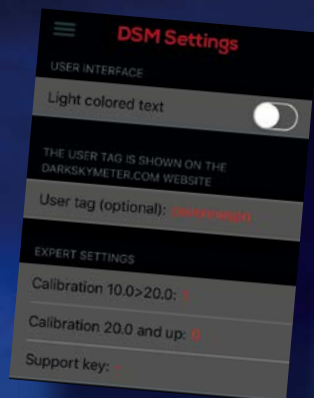 DSM Settings
USER INTERFACE
Light colored text
THE USER TAG IS SHOWN ON THE
DARKSKYMETER.COM WEBSITE
User tag (optional):
EXPERT SETTINGS
Calibration 10.0>20.0:
Calibration 20.0 and up: 0
Support key: